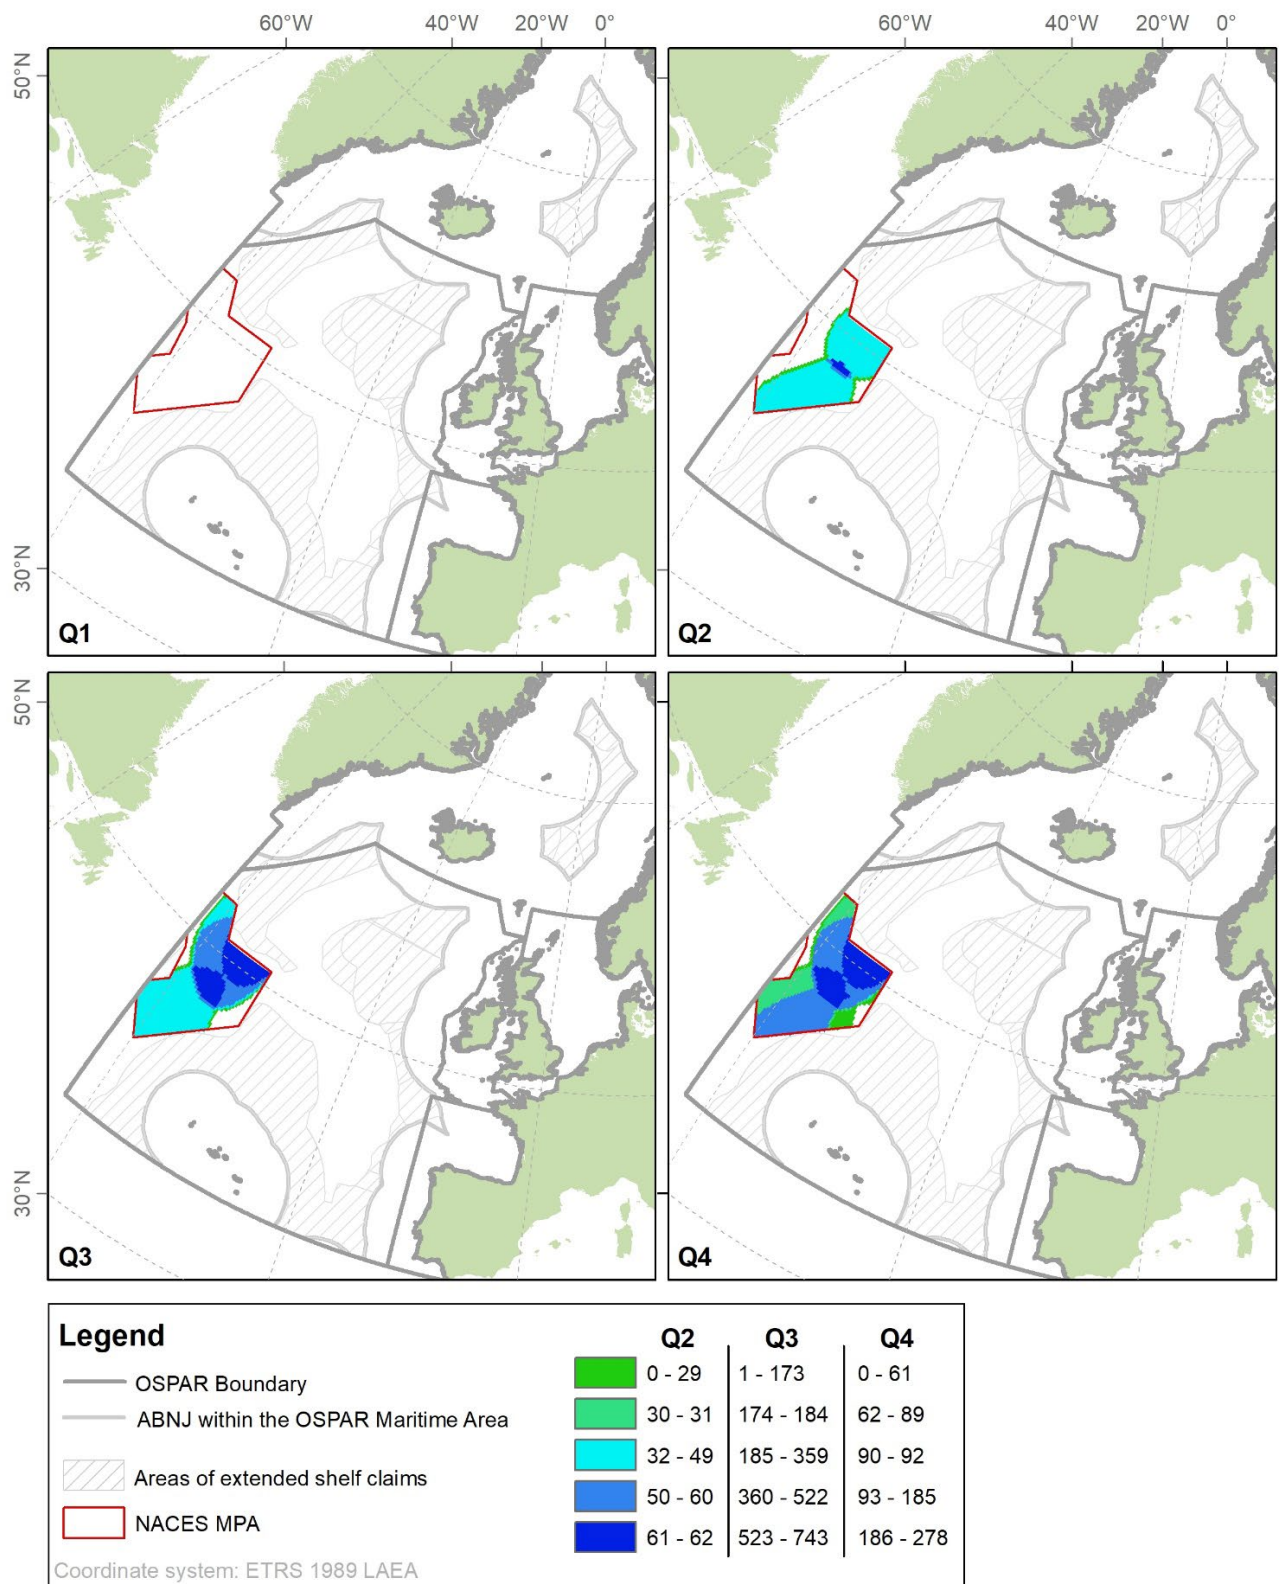 60°W 40°W 20°W 0° 60°W 40°W 20°W 0°
50°N
30°N
Q1 Q2
50°N
30°N
Q3 Q4
Legend
OSPAR Boundary
ABNJ within the OSPAR Maritime Area
Areas of extended shelf claims
NACES MPA
Coordinate system: ETRS 1989 LAEA
Q2 Q3 Q4
0 - 29 1 - 173 0 - 61
30 - 31 174 - 184 62 - 89
32 - 49 185 - 359 90 - 92
50 - 60 360 - 522 93 - 185
61 - 62 523 - 743 186 - 278